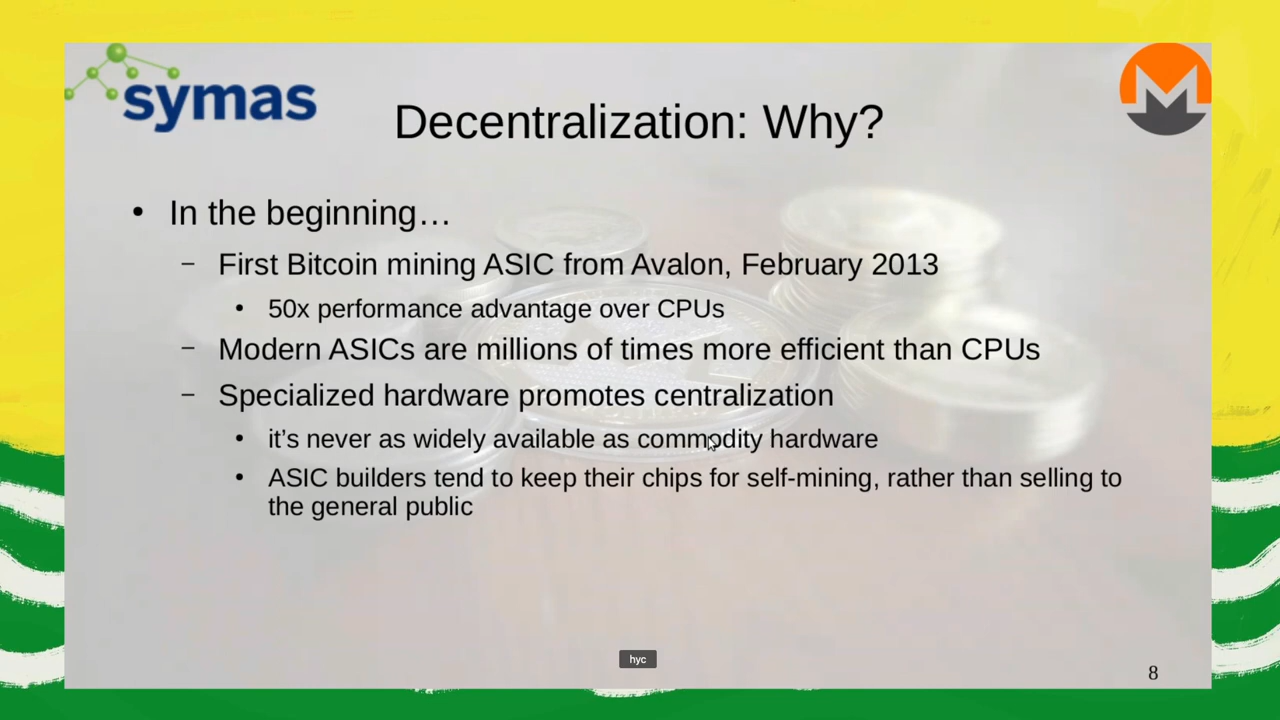 symas
Decentralization: Why?
• In the beginning…
– First Bitcoin mining ASIC from Avalon, February 2013
• 50x performance advantage over CPUs
– Modern ASICs are millions of times more efficient than CPUs
– Specialized hardware promotes centralization
• it’s never as widely available as commodity hardware
• ASIC builders tend to keep their chips for self-mining, rather than selling to
the general public
hyc
8